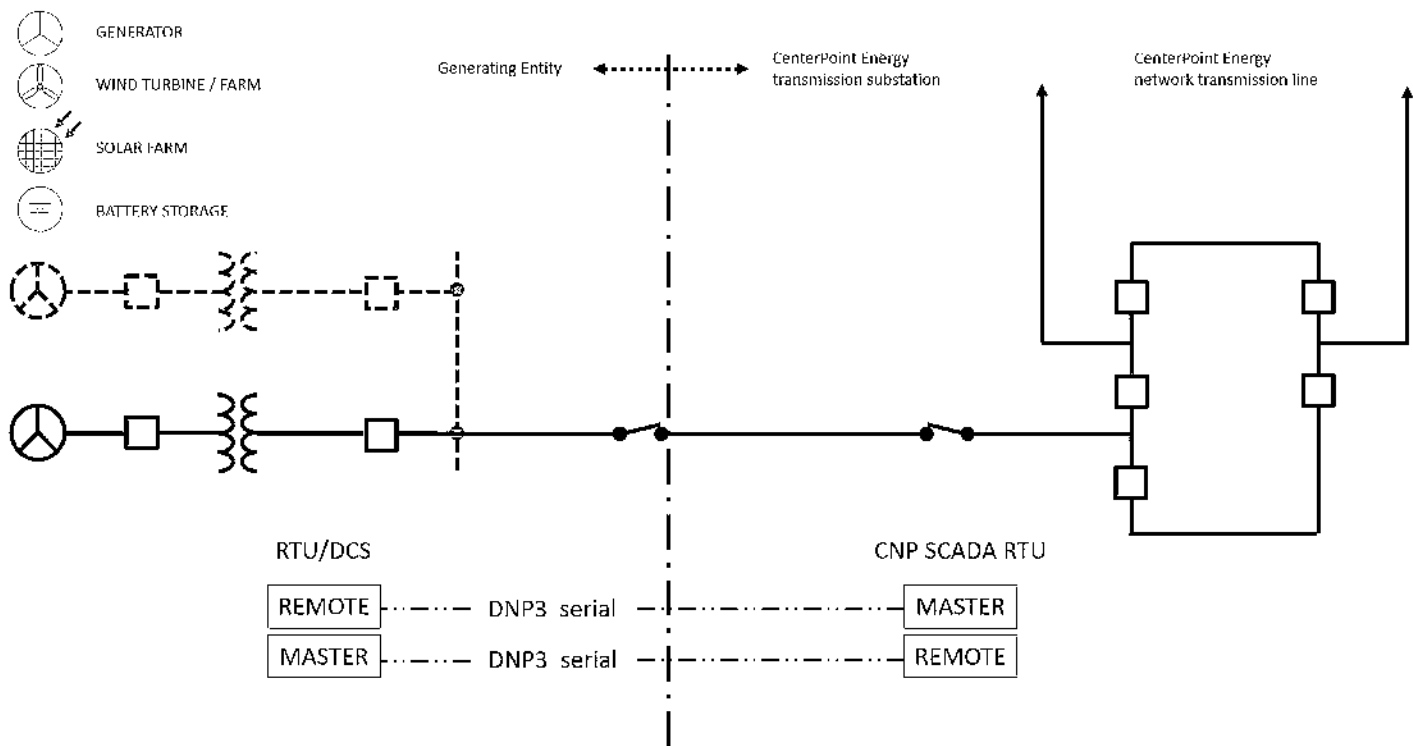 GENERATOR
WIND TURBINE / FARM
SOLAR FARM
BATTERY STORAGE
Generating Entity
CenterPoint Energy
transmission substation
CenterPoint Energy
network transmission line
RTU/DCS
CNP SCADA RTU
REMOTE DNP3 serial MASTER
MASTER DNP3 serial REMOTE